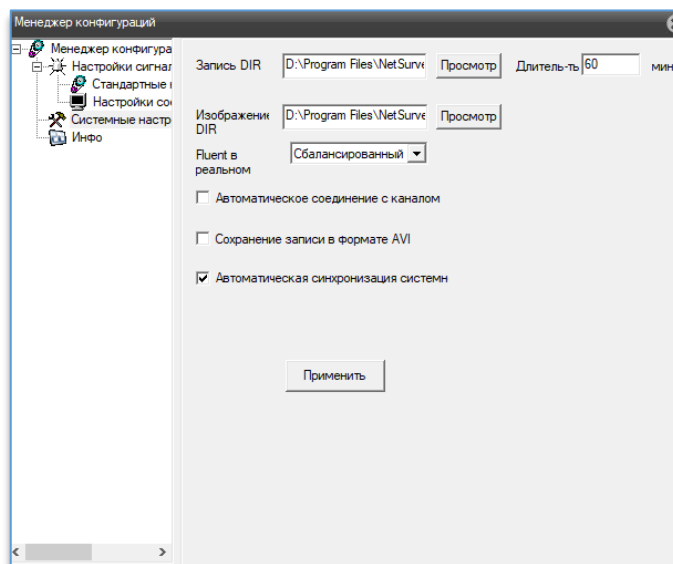 Менеджер конфигураций
Менеджер конфигура
Настройки сигнал
Стандартные
Настройки со
Системные настр
Инфо
Запись DIR
D:\Program Files\NetSurve
Просмотр
Длитель-ть
60
мин
Изображение DIR
D:\Program Files\NetSurve
Просмотр
Fluent в
реальном
Сбалансированный
Автоматическое соединение с каналом
Сохранение записи в формате AVI
Автоматическая синхронизация системн
Применить